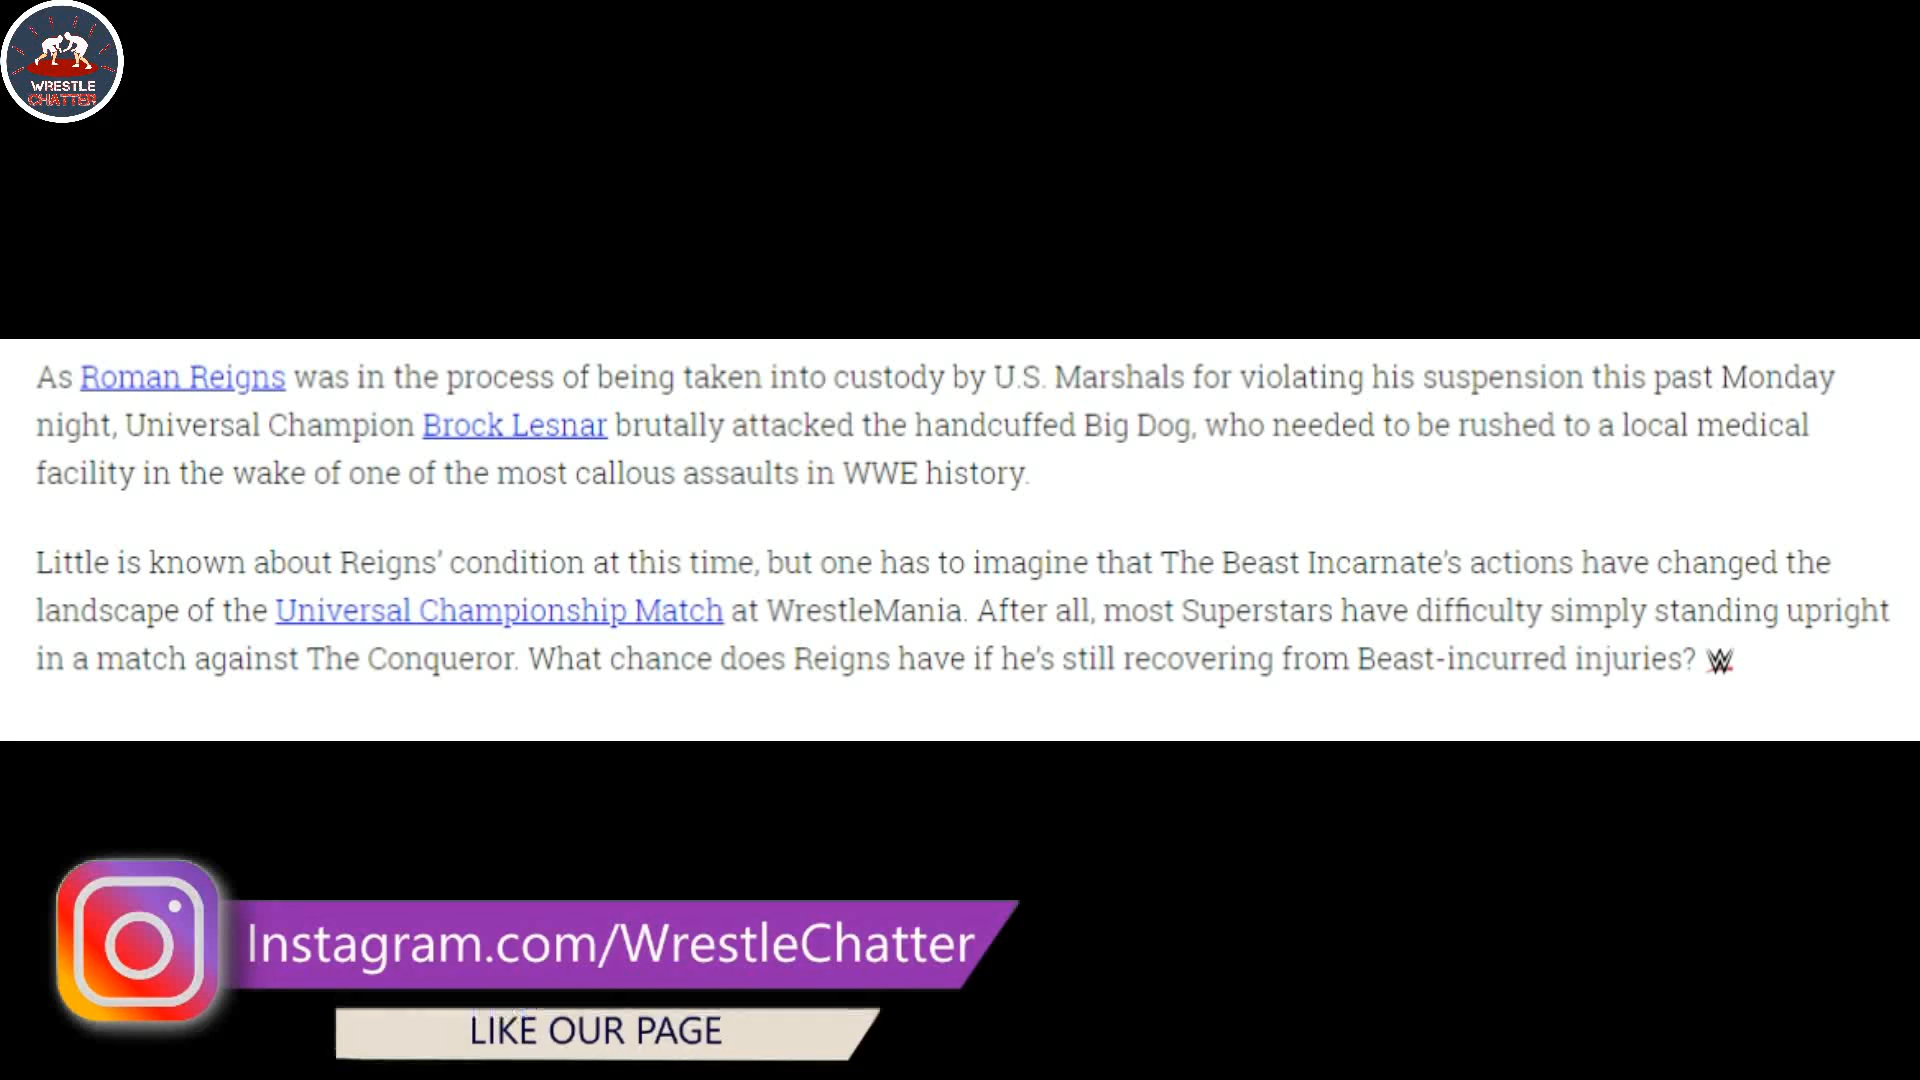 WRESTLE
CHATTER
As Roman Reigns was in the process of being taken into custody by U.S. Marshals for violating his suspension this past Monday
night, Universal Champion Brock Lesnar brutally attacked the handcuffed Big Dog, who needed to be rushed to a local medical
facility in the wake of one of the most callous assaults in WWE history.
Little is known about Reigns’ condition at this time, but one has to imagine that The Beast Incarnate’s actions have changed the
landscape of the Universal Championship Match at WrestleMania. After all, most Superstars have difficulty simply standing upright
in a match against The Conqueror. What chance does Reigns have if he’s still recovering from Beast-incurred injuries? W
Instagram.com/WrestleChatter
LIKE OUR PAGE